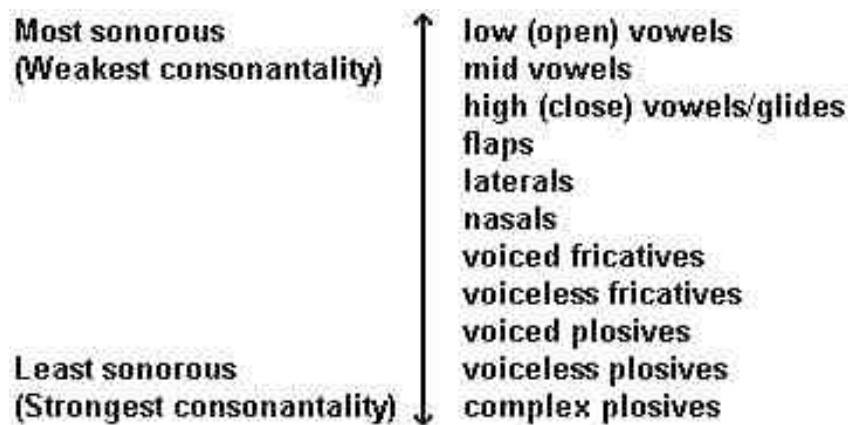 Most sonorous
(Weakest consonantality)
low (open) vowels
mid vowels
high (close) vowels/glides
flaps
laterals
nasals
voiced fricatives
voiceless fricatives
voiced plosives
Least sonorous
(Strongest consonantality)
voiceless plosives
complex plosives